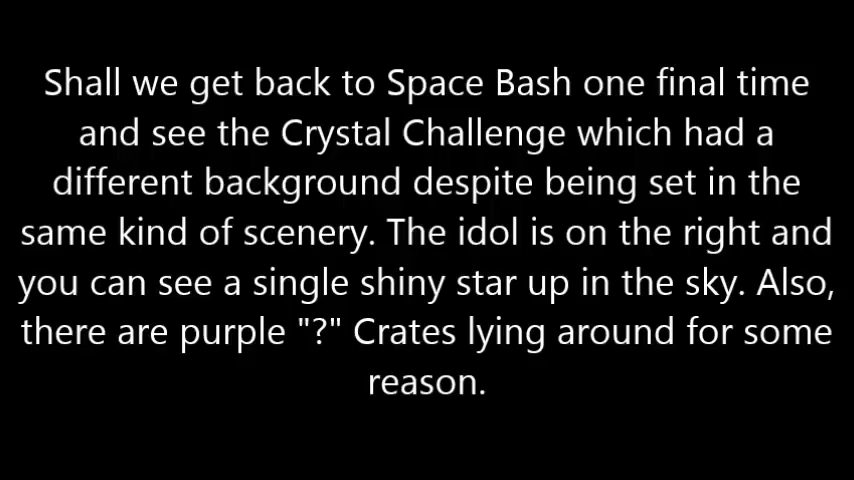 Shall we get back to Space Bash one final time
and see the Crystal Challenge which had a
different background despite being set in the
same kind of scenery. The idol is on the right and
you can see a single shiny star up in the sky. Also,
there are purple "?" Crates lying around for some
reason.